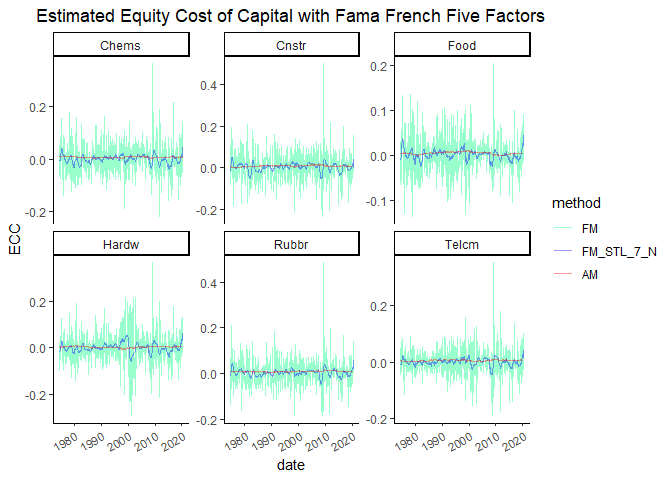 Estimated Equity Cost of Capital with Fama French Five Factors
Chems
Cnstr
Food
0.2
0.0
-0.2
0.4
0.2
0.0
-0.2
0.2
0.1
0.0
-0.1
ECC
Hardw
Rubbr
Telcm
0.2
0.0
-0.2
0.4
0.2
0.0
-0.2
0.2
0.0
-0.2
1980 1990 2000 2010 2020
1980 1990 2000 2010 2020
1980 1990 2000 2010 2020
date
method
FM
FM_STL_7_N
AM